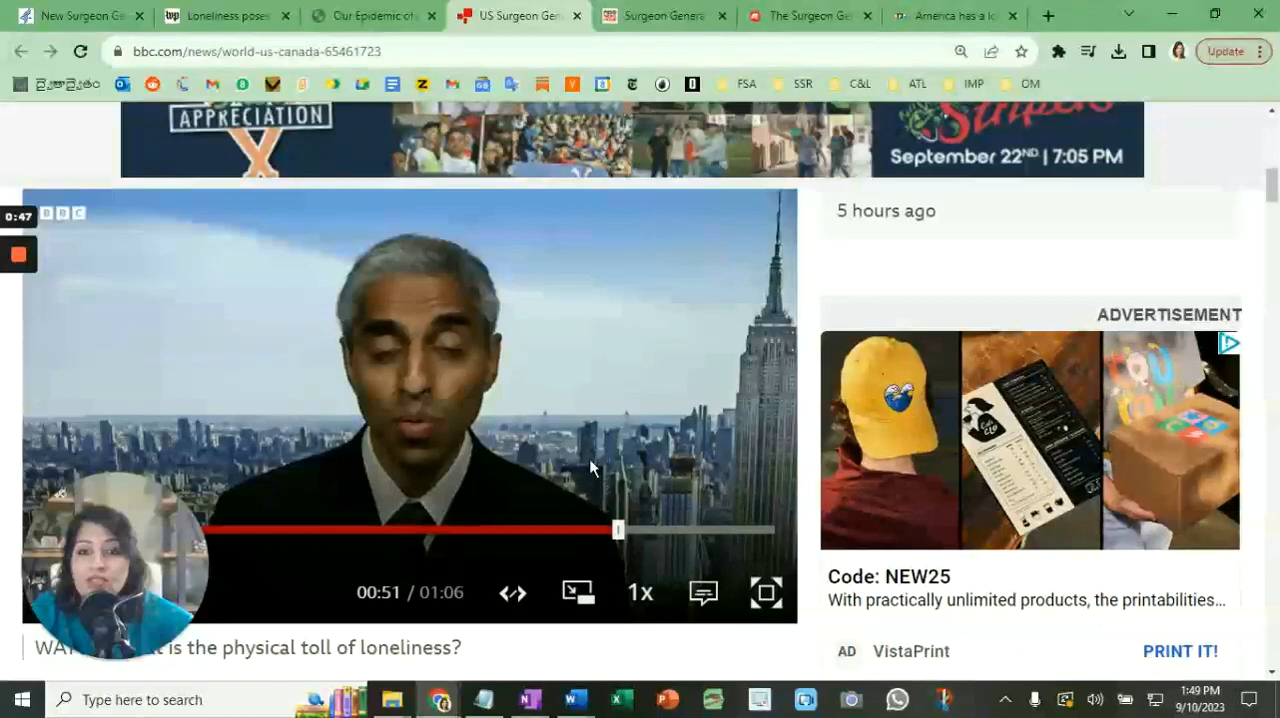 New Surgeon Ge
Loneliness poses
Our Epidemic of
US Surgeon Gen
Surgeon Genera
The Surgeon Ge
America has a lo
bbc.com/news/world-us-canada-65461723
Update
FSA
SSR
C&L
ATL
IMP
OM
APPRECIATION
Stripers
SEPTEMBER 22ND | 7:05 PM
0:47
BBC
5 hours ago
ADVERTISEMENT
00:51 / 01:06
1x
Code: NEW25
With practically unlimited products, the printabilities...
WAT
is the physical toll of loneliness?
AD VistaPrint
PRINT IT!
Type here to search
1:49 PM
9/10/2023